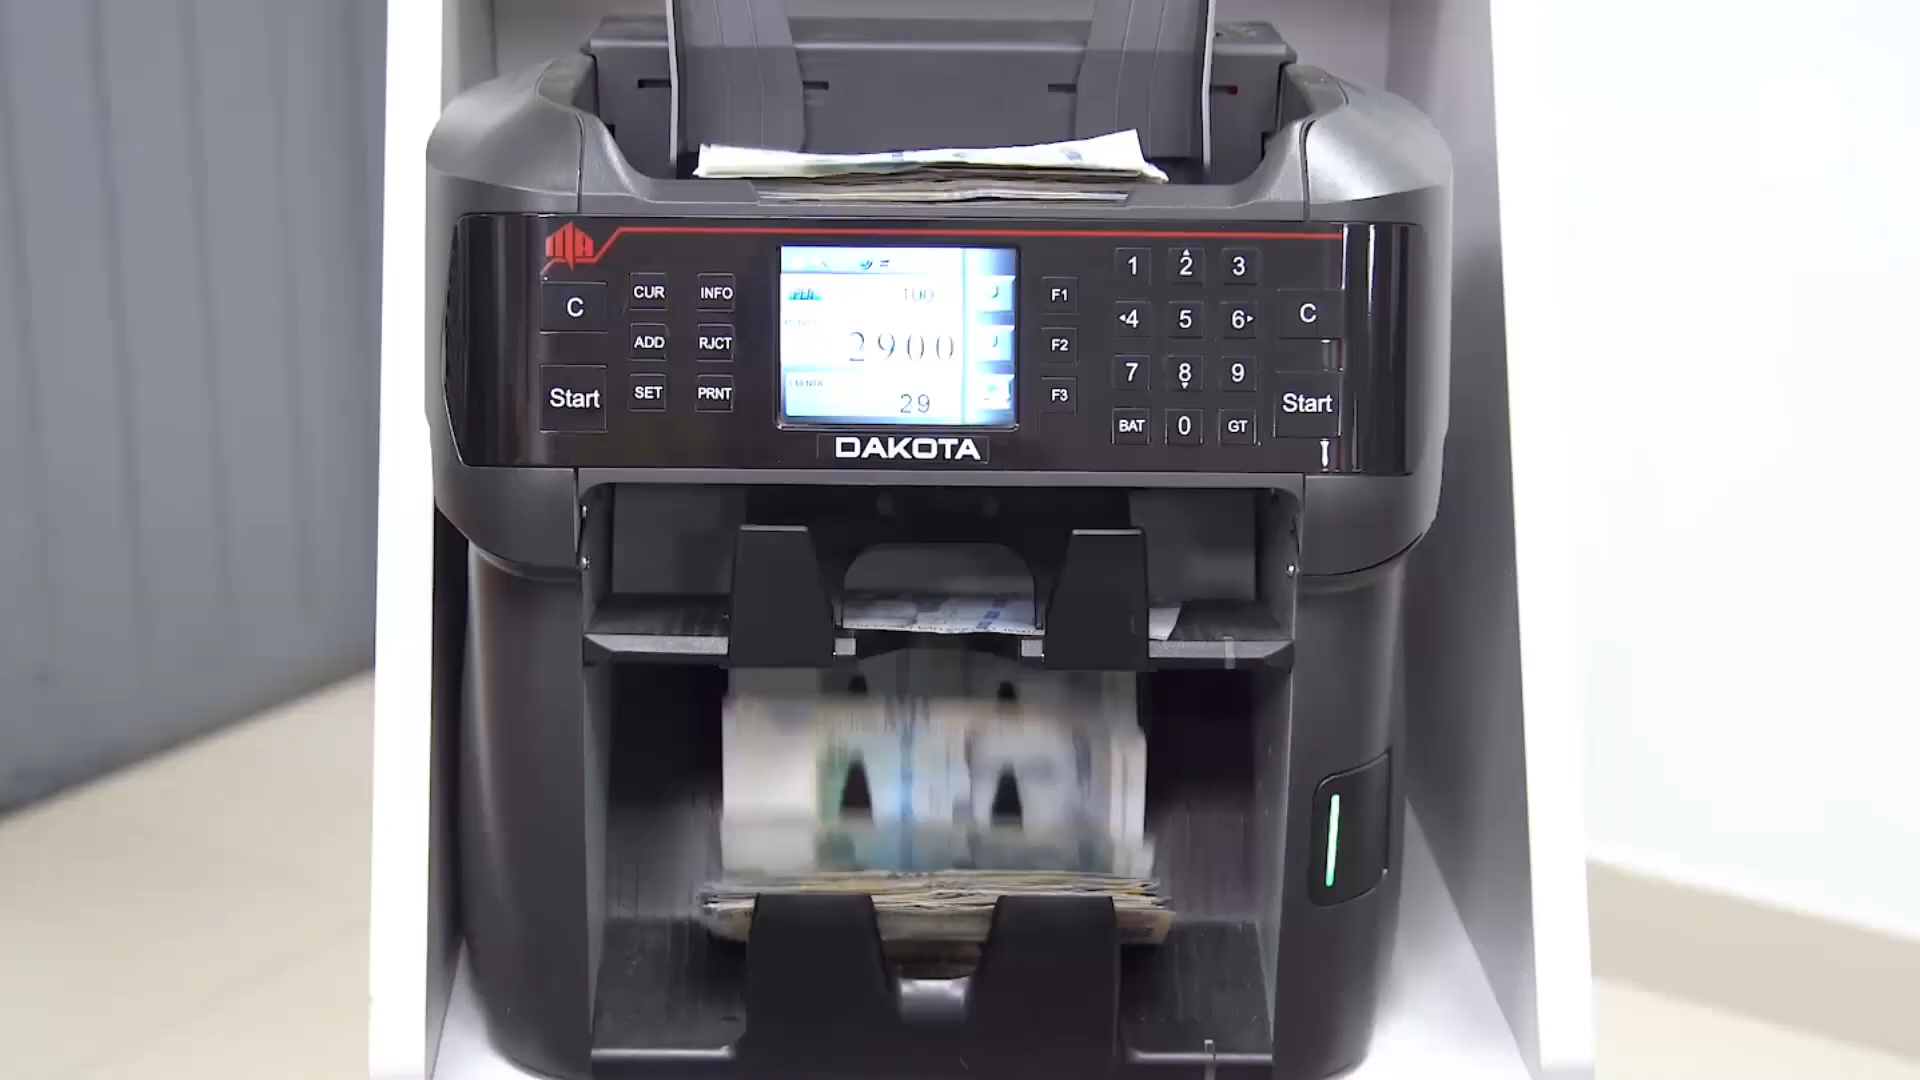 C
Start
CUR
INFO
ADD
RJCT
SET
PRNT
100
2900
29
DAKOTA
F1
F2
F3
1 2 3
4 5 6
7 8 9
BAT 0 GT
C
Start